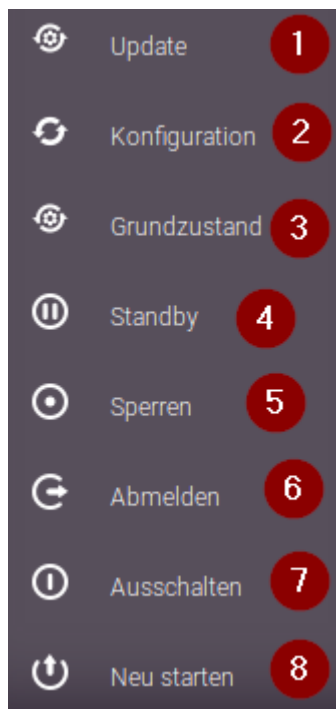 Update 1
Konfiguration 2
Grundzustand 3
Standby 4
Sperren 5
Abmelden 6
Ausschalten 7
Neu starten 8